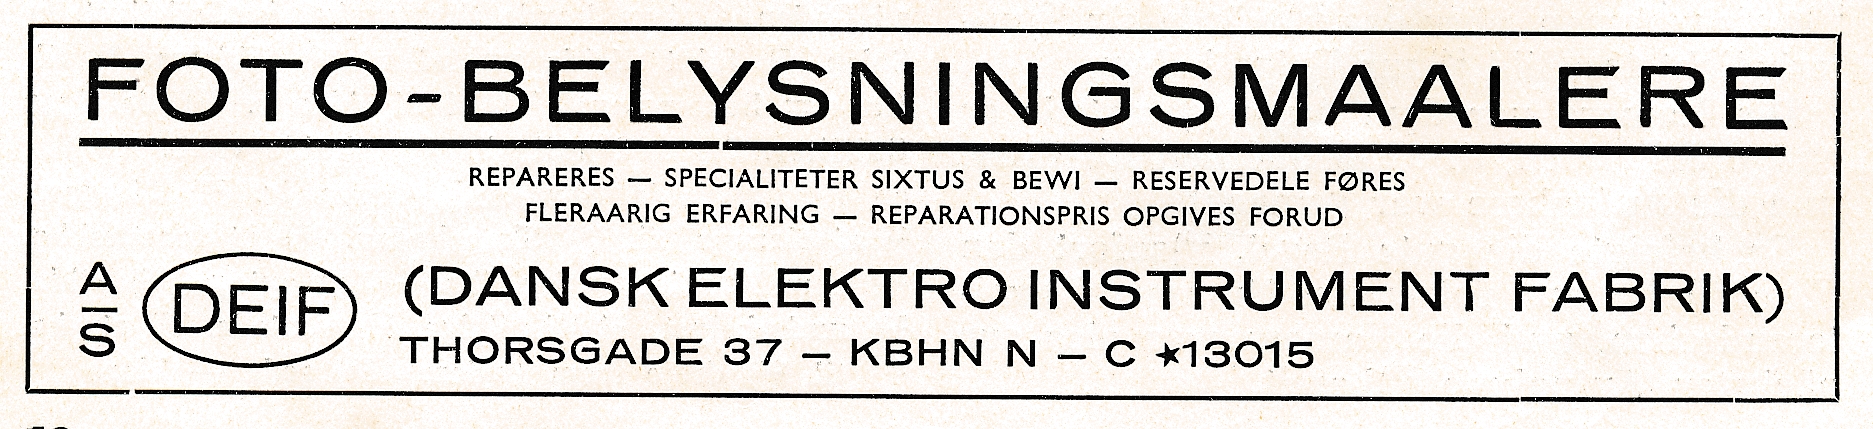 FOTO-BELYSNINGSMAALERE
REPARERES — SPECIALITETER SIXTUS & BEWI — RESERVEDELE FØRES
FLERAARIG ERFARING — REPARATIONSPRIS OPGIVES FORUD
A/S DEIF (DANSK ELEKTRO INSTRUMENT FABRIK)
THORSGADE 37 – KBHN N – C ★13015